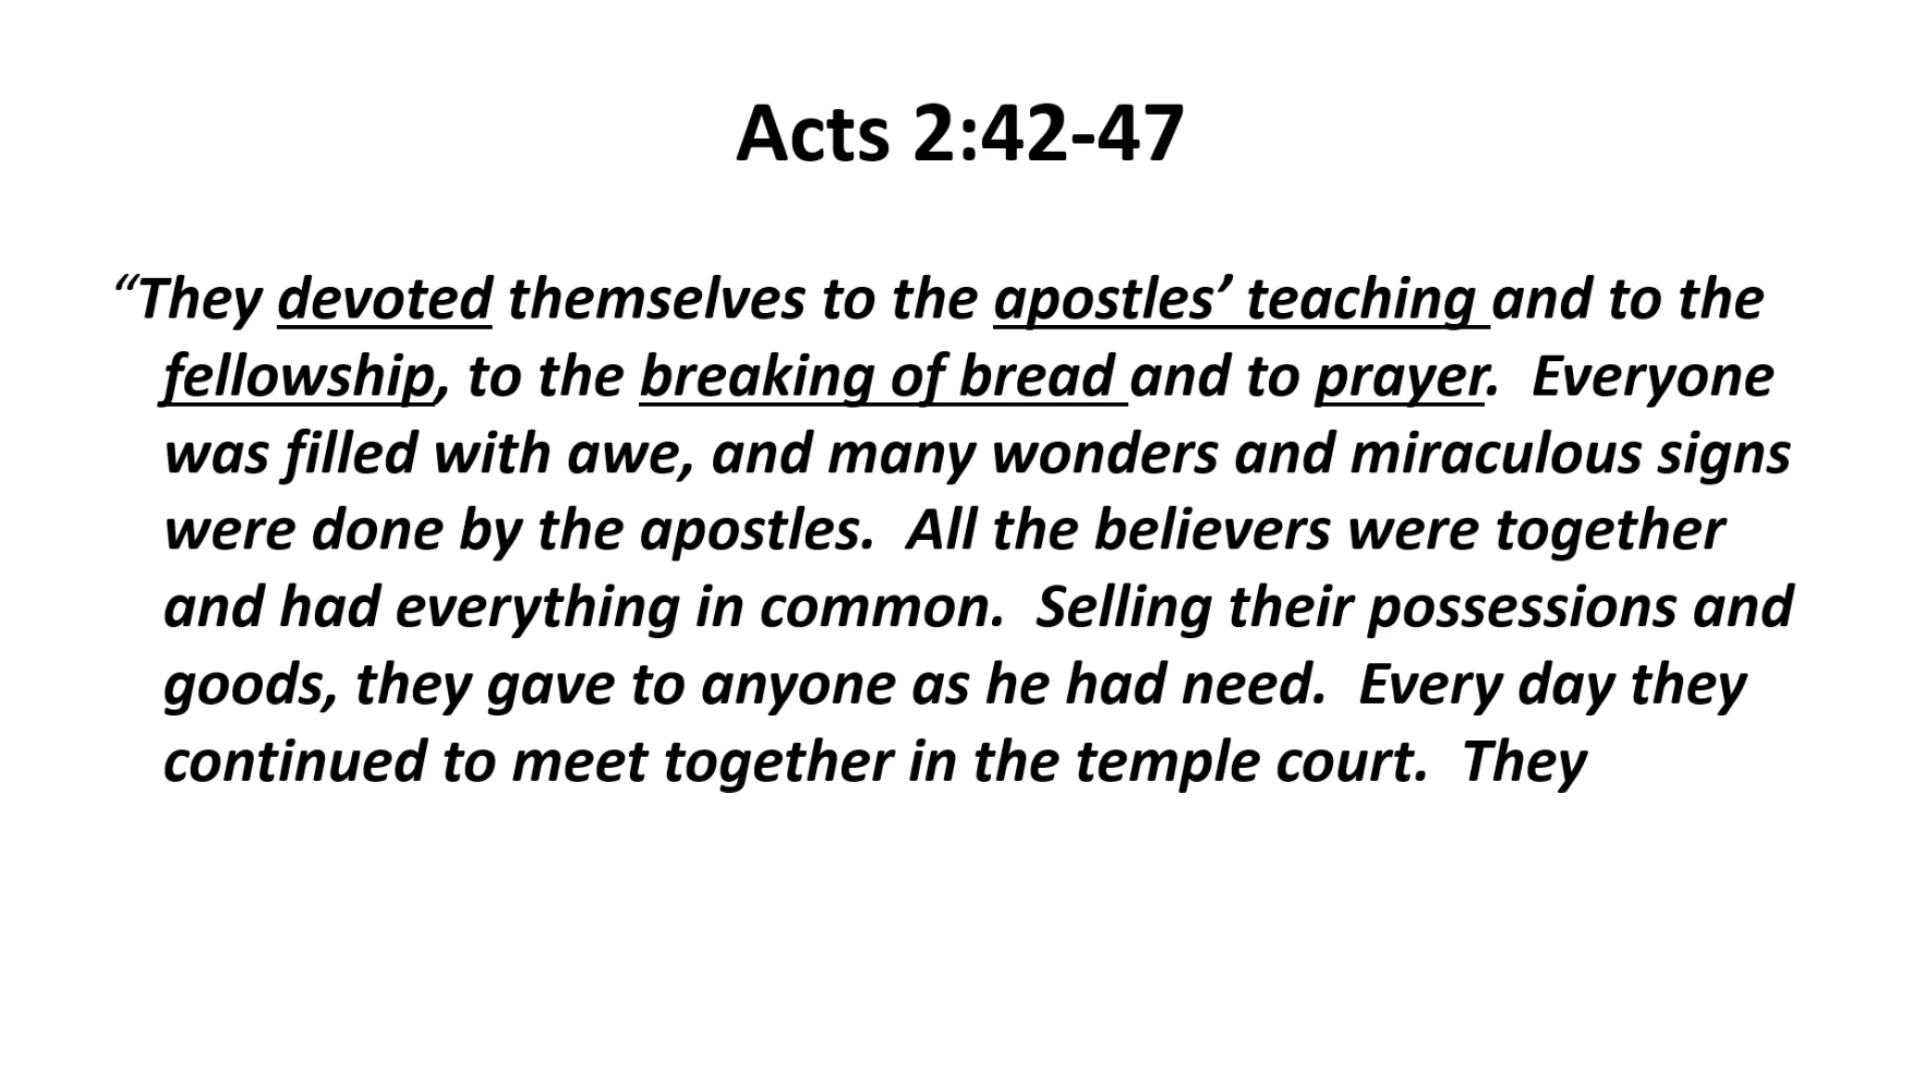 Acts 2:42-47
“They devoted themselves to the apostles’ teaching and to the
fellowship, to the breaking of bread and to prayer.  Everyone
was filled with awe, and many wonders and miraculous signs
were done by the apostles.  All the believers were together
and had everything in common.  Selling their possessions and
goods, they gave to anyone as he had need.  Every day they
continued to meet together in the temple court.  They